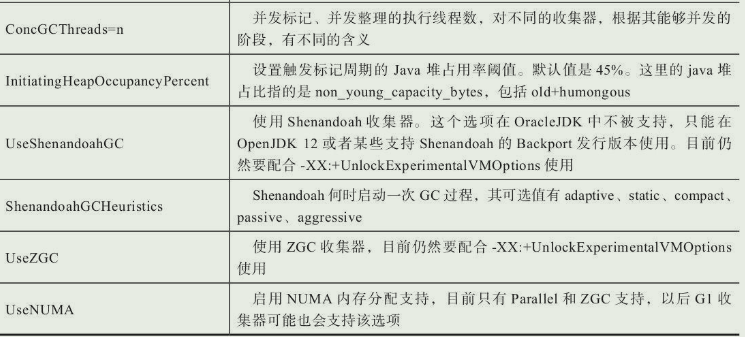 ConcGCThreads=n
并发标记、并发整理的执行线程数，对不同的收集器，根据其能够并发的
阶段，有不同的含义
InitiatingHeapOccupancyPercent
设置触发标记周期的 Java 堆占用率阈值。默认值是 45%。这里的 java 堆
占比指的是 non_young_capacity_bytes，包括 old+humongous
UseShenandoahGC
使用 Shenandoah 收集器。这个选项在 OracleJDK 中不被支持，只能在
OpenJDK 12 或者某些支持 Shenandoah 的 Backport 发行版本使用。目前仍
然要配合 -XX:+UnlockExperimentalVMOptions 使用
ShenandoahGCHeuristics
Shenandoah 何时启动一次 GC 过程，其可选值有 adaptive、static、compact、
passive、aggressive
UseZGC
使用 ZGC 收集器，目前仍然要配合 -XX:+UnlockExperimentalVMOptions
使用
UseNUMA
启用 NUMA 内存分配支持，目前只有 Parallel 和 ZGC 支持，以后 G1 收
集器可能也会支持该选项